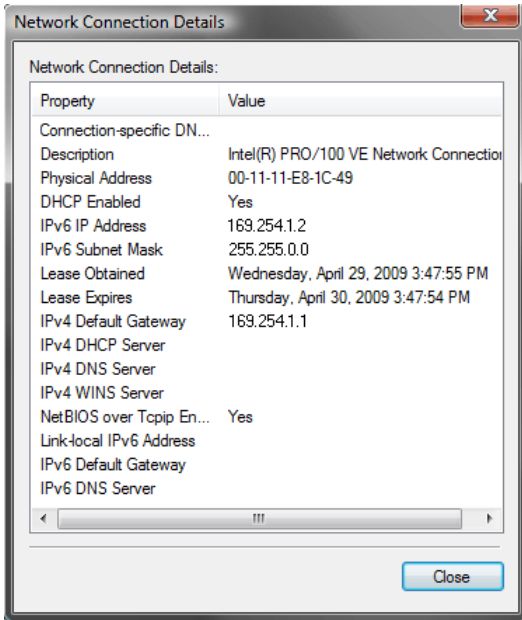 Network Connection Details
Network Connection Details:
Property Value
Connection-specific DN...
Description Intel(R) PRO/100 VE Network Connection
Physical Address 00-11-11-E8-1C-49
DHCP Enabled Yes
IPv6 IP Address 169.254.1.2
IPv6 Subnet Mask 255.255.0.0
Lease Obtained Wednesday, April 29, 2009 3:47:55 PM
Lease Expires Thursday, April 30, 2009 3:47:54 PM
IPv4 Default Gateway 169.254.1.1
IPv4 DHCP Server
IPv4 DNS Server
IPv4 WINS Server
NetBIOS over Tcpip En... Yes
Link-local IPv6 Address
IPv6 Default Gateway
IPv6 DNS Server
Close